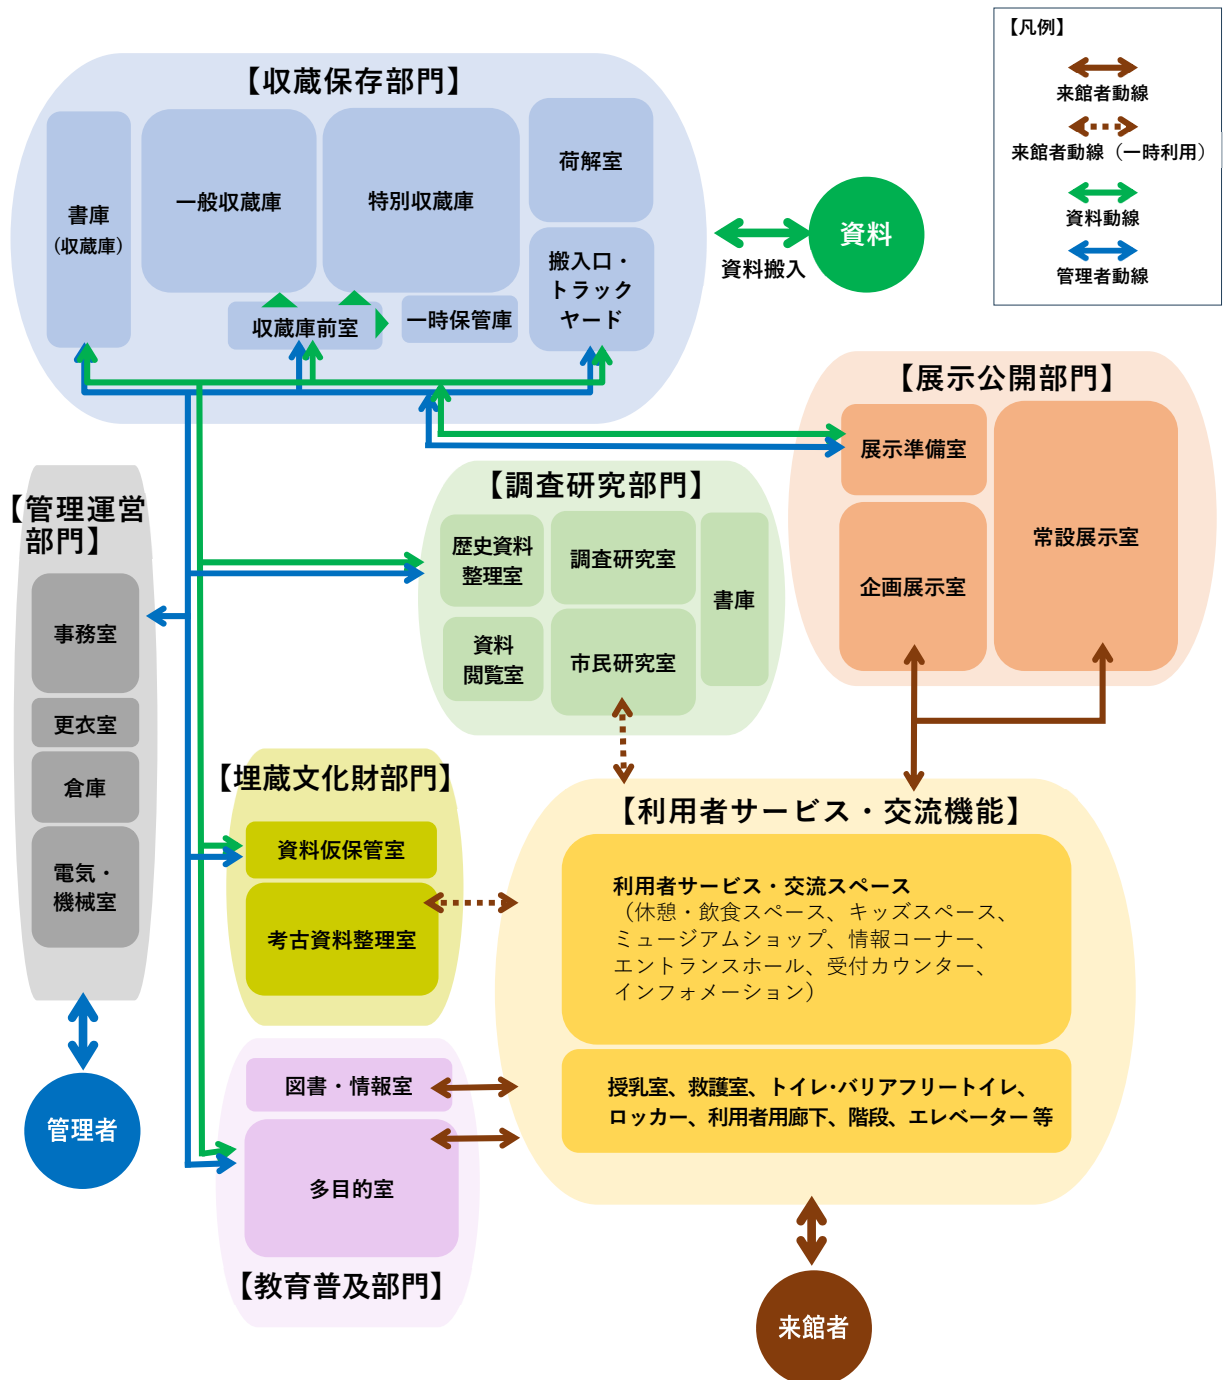 【凡例】
来館者動線
来館者動線（一時利用）
資料動線
管理者動線
【収蔵保存部門】
書庫
(収蔵庫)
一般収蔵庫
特別収蔵庫
荷解室
搬入口・
トラック
ヤード
収蔵庫前室
一時保管庫
資料
資料搬入
【展示公開部門】
展示準備室
企画展示室
常設展示室
【調査研究部門】
歴史資料
整理室
調査研究室
書庫
資料
閲覧室
市民研究室
【管理運営
部門】
事務室
更衣室
倉庫
電気・
機械室
管理者
【埋蔵文化財部門】
資料仮保管室
考古資料整理室
【利用者サービス・交流機能】
利用者サービス・交流スペース
（休憩・飲食スペース、キッズスペース、
ミュージアムショップ、情報コーナー、
エントランスホール、受付カウンター、
インフォメーション）
授乳室、救護室、トイレ・バリアフリートイレ、
ロッカー、利用者用廊下、階段、エレベーター 等
図書・情報室
多目的室
【教育普及部門】
来館者